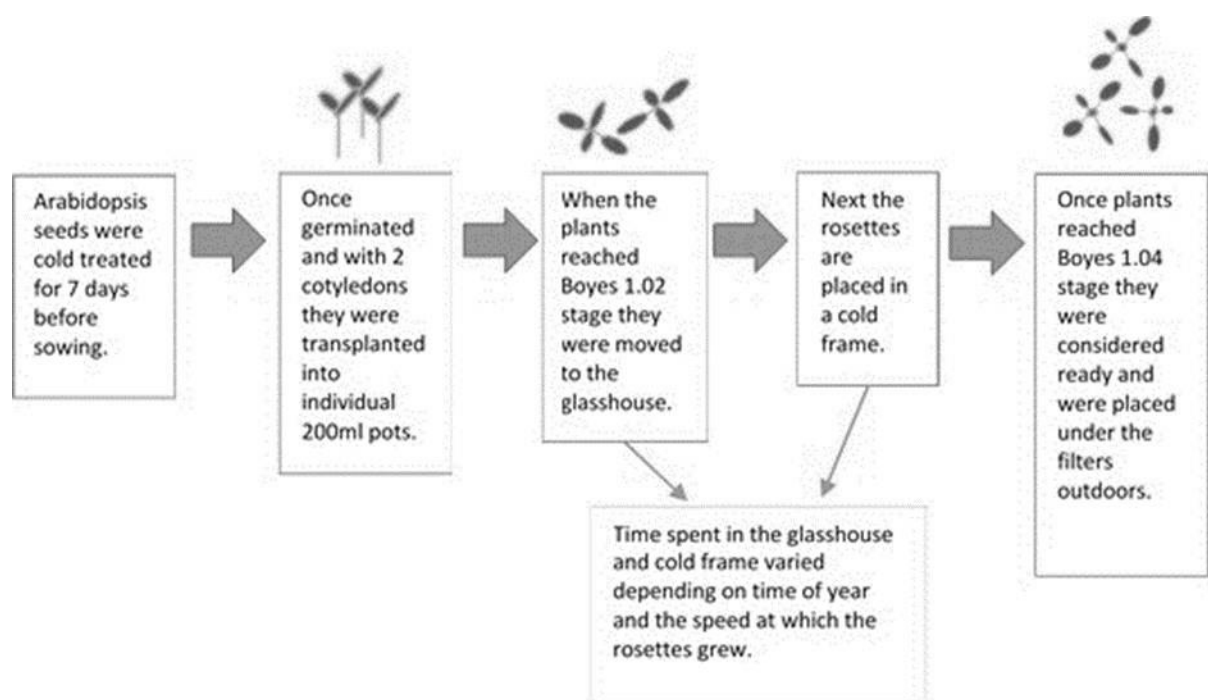 Arabidopsis
seeds were
cold treated
for 7 days
before
sowing.
Once
germinated
and with 2
cotyledons
they were
transplanted
into
individual
200ml pots.
When the
plants
reached
Boyes 1.02
stage they
were moved
to the
glasshouse.
Next the
rosettes
are
placed in
a cold
frame.
Once plants
reached
Boyes 1.04
stage they
were
considered
ready and
were placed
under the
filters
outdoors.
Time spent in the glasshouse
and cold frame varied
depending on time of year
and the speed at which the
rosettes grew.